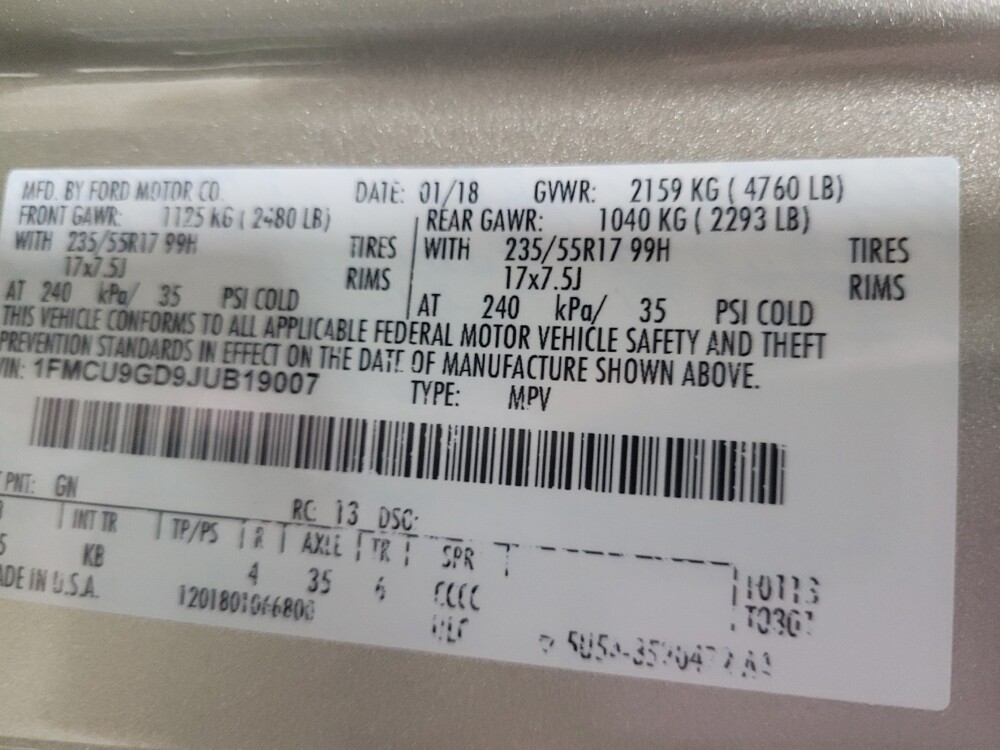 MFD. BY FORD MOTOR CO. DATE: 01/18 GVWR: 2159 KG ( 4760 LB)
FRONT GAWR: 1125 KG ( 2480 LB) REAR GAWR: 1040 KG ( 2293 LB)
WITH 235/55R17 99H TIRES WITH 235/55R17 99H TIRES
17x7.5J RIMS 17x7.5J RIMS
AT 240 kPa/ 35 PSI COLD AT 240 kPa/ 35 PSI COLD
THIS VEHICLE CONFORMS TO ALL APPLICABLE FEDERAL MOTOR VEHICLE SAFETY AND THEFT
PREVENTION STANDARDS IN EFFECT ON THE DATE OF MANUFACTURE SHOWN ABOVE.
VIN: 1FMCU9GD9JUB19007 TYPE: MPV
PNT: GN RC: 13 DSO:
INT TR TP/PS R AXLE TR SPR
KB 4 35 6 CCCC
ADE IN U.S.A.